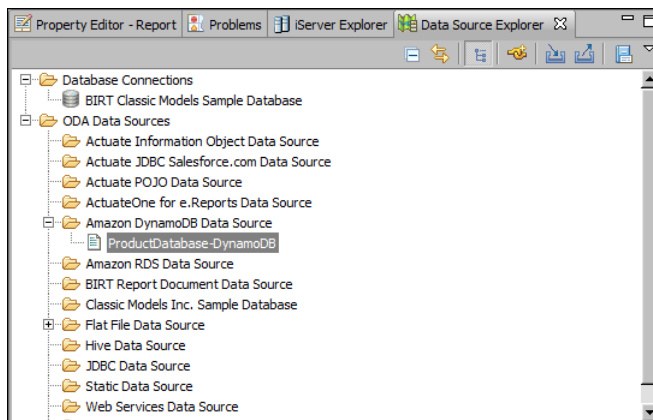 Property Editor - Report Problems iServer Explorer Data Source Explorer
Database Connections
BIRT Classic Models Sample Database
ODA Data Sources
Actuate Information Object Data Source
Actuate JDBC Salesforce.com Data Source
Actuate POJO Data Source
ActuateOne for e.Reports Data Source
Amazon DynamoDB Data Source
ProductDatabase-DynamoDB
Amazon RDS Data Source
BIRT Report Document Data Source
Classic Models Inc. Sample Database
Flat File Data Source
Hive Data Source
JDBC Data Source
Static Data Source
Web Services Data Source